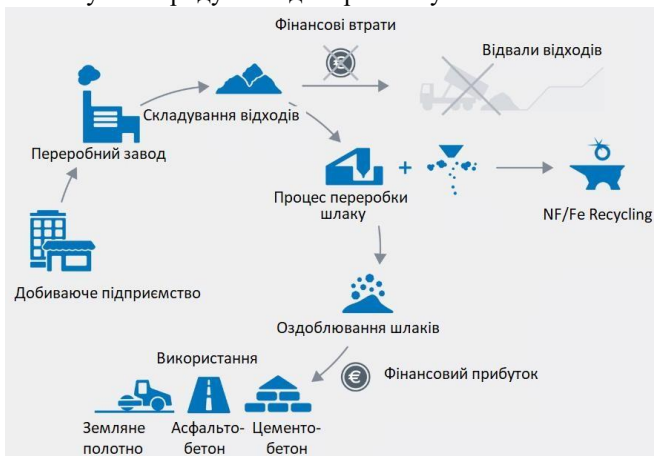 Фінансові втрати
Відвали відходів
Складування відходів
Переробний завод
Процес переробки
шлаку
NF/Fe Recycling
Добиваюче підприємство
Оздоблювання шлаків
Використання
Фінансовий прибуток
Земляне
полотно
Асфальто-
бетон
Цементо-
бетон